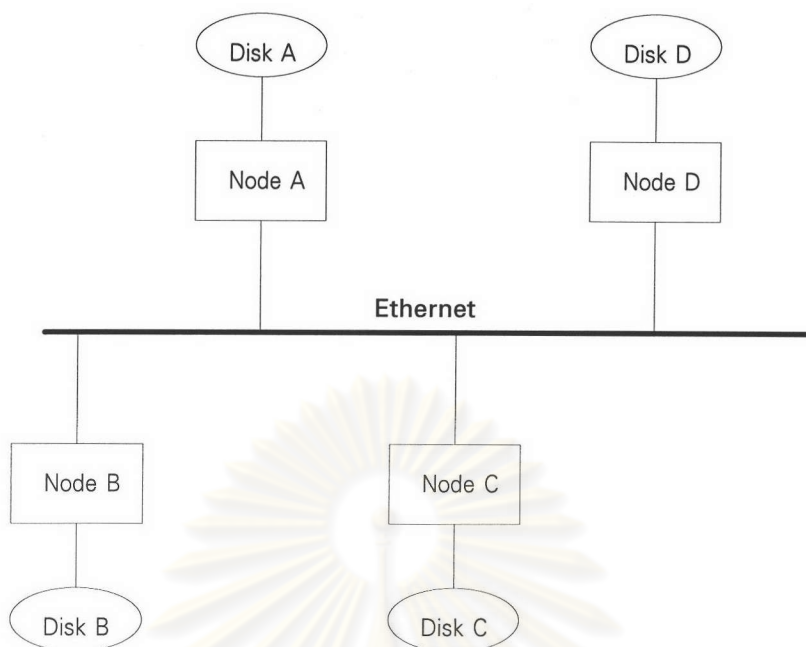 Disk A
Disk D
Node A
Node D
Ethernet
Node B
Node C
Disk B
Disk C